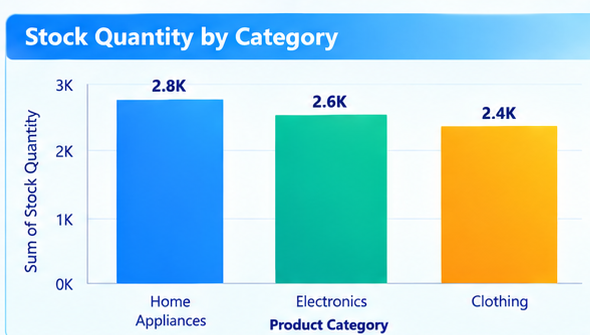 Stock Quantity by Category
Sum of Stock Quantity
3K
2K
1K
0K
2.8K
2.6K
2.4K
Home
Appliances
Electronics
Clothing
Product Category